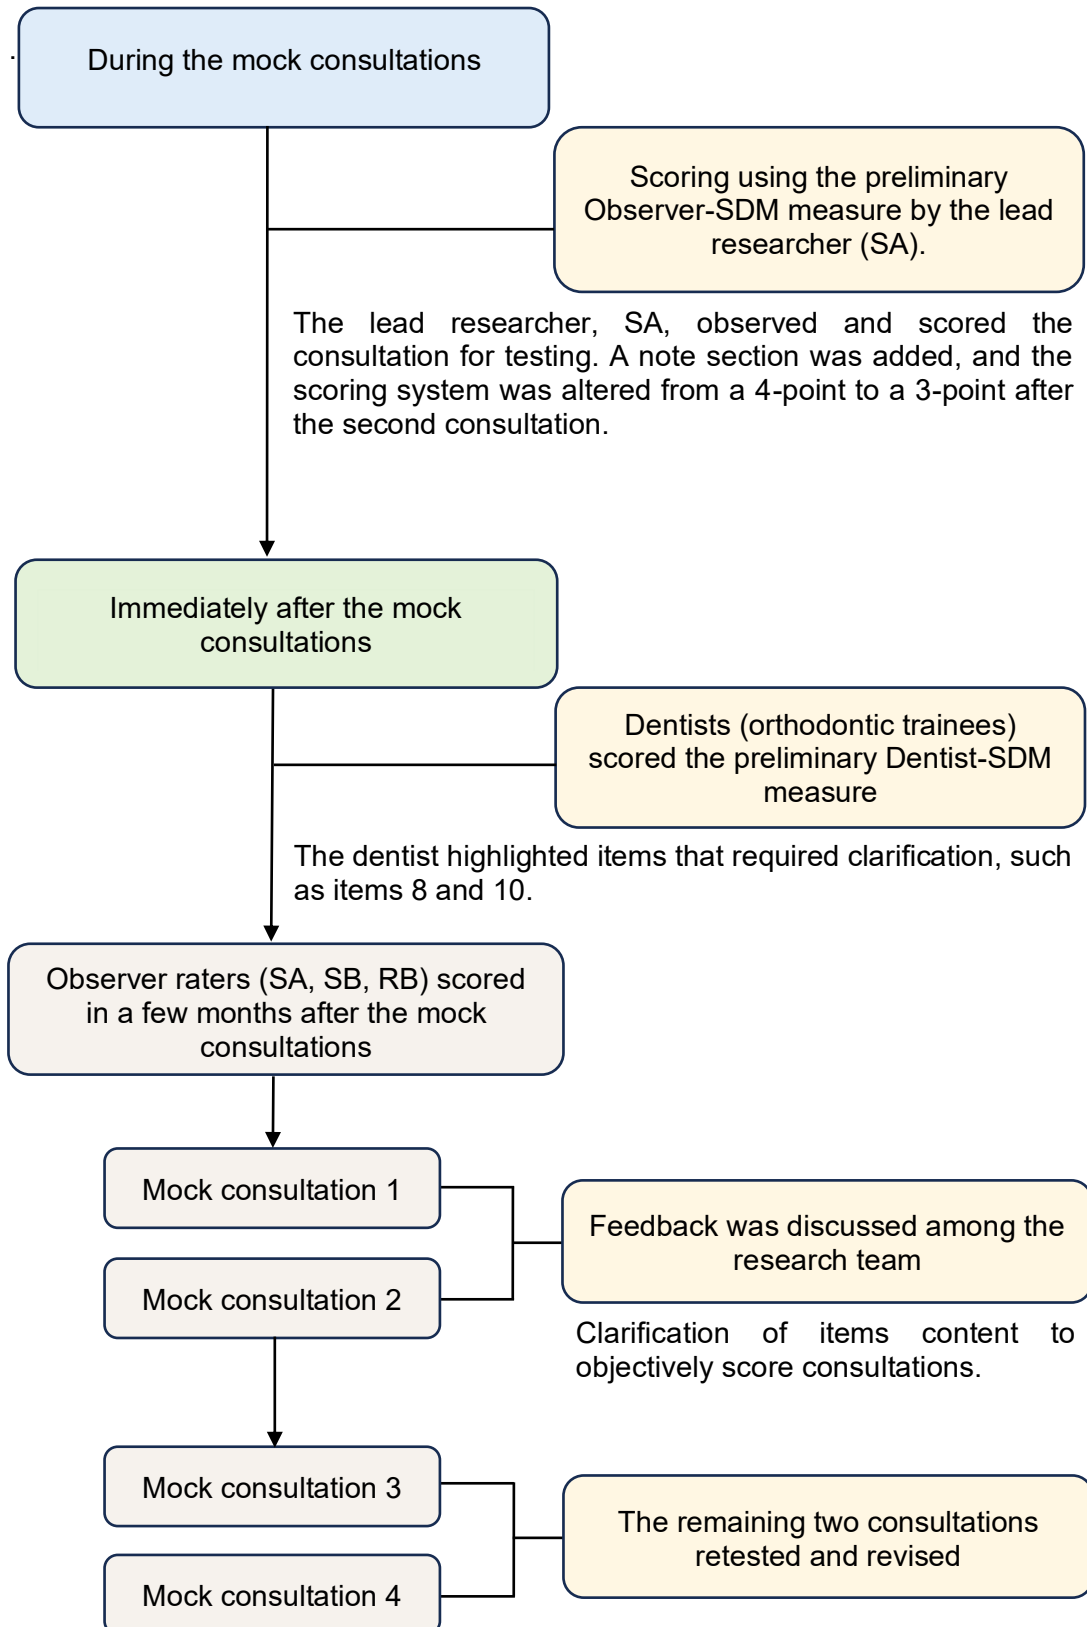 During the mock consultations
Scoring using the preliminary
Observer-SDM measure by the lead
researcher (SA).
The lead researcher, SA, observed and scored the
consultation for testing. A note section was added, and the
scoring system was altered from a 4-point to a 3-point after
the second consultation.
Immediately after the mock
consultations
Dentists (orthodontic trainees)
scored the preliminary Dentist-SDM
measure
The dentist highlighted items that required clarification, such
as items 8 and 10.
Observer raters (SA, SB, RB) scored
in a few months after the mock
consultations
Mock consultation 1
Mock consultation 2
Feedback was discussed among the
research team
Clarification of items content to
objectively score consultations.
Mock consultation 3
Mock consultation 4
The remaining two consultations
retested and revised